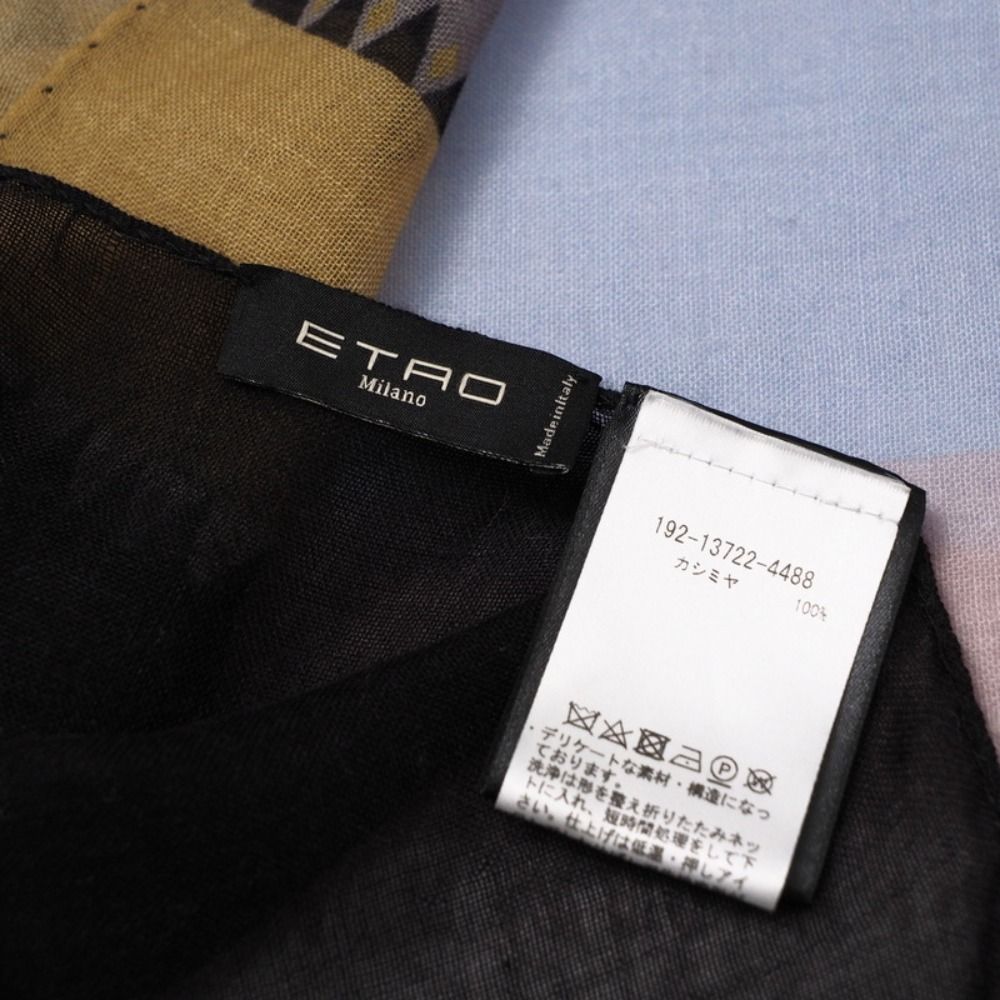 ETRO
Milano
MadeinItaly
192-13722-4488
カシミヤ
100%
・デリケートな素材・構造になっ
ております。
洗浄は形を整え折りたたみネッ
トに入れ、短時間処理をして下
さい。仕上げは低温・押しアイ